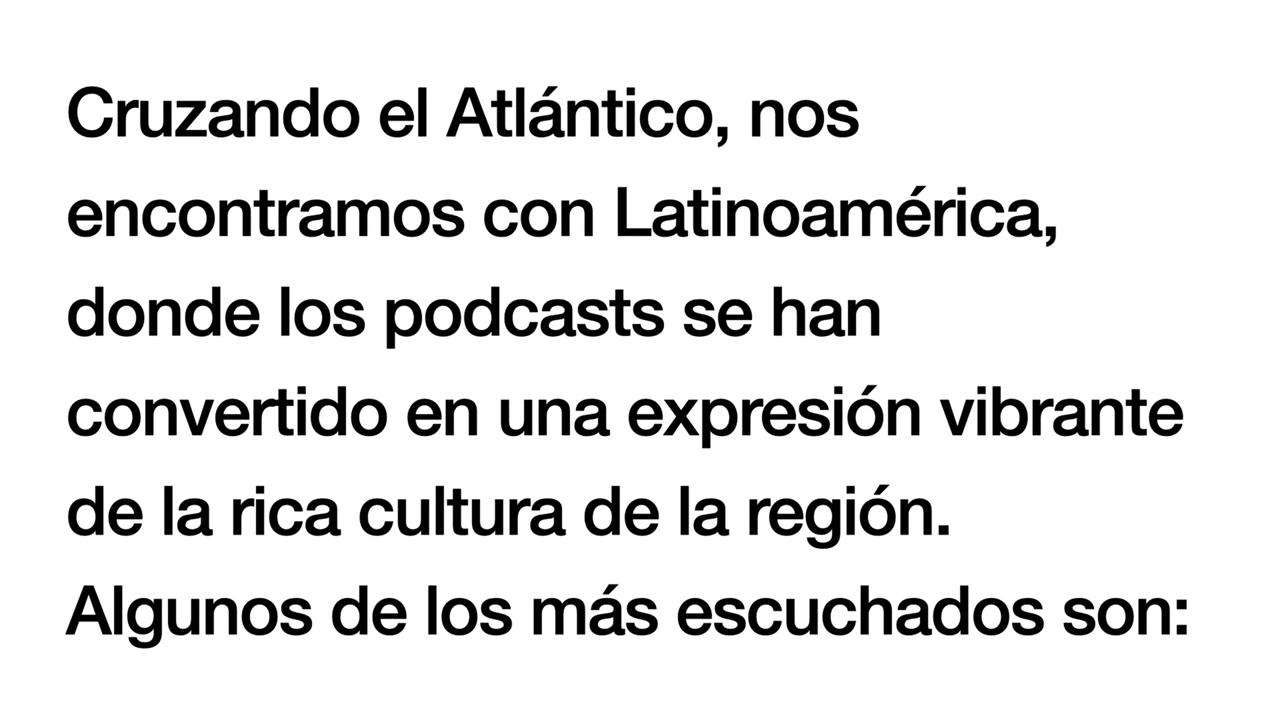 Cruzando el Atlántico, nos
encontramos con Latinoamérica,
donde los podcasts se han
convertido en una expresión vibrante
de la rica cultura de la región.
Algunos de los más escuchados son: